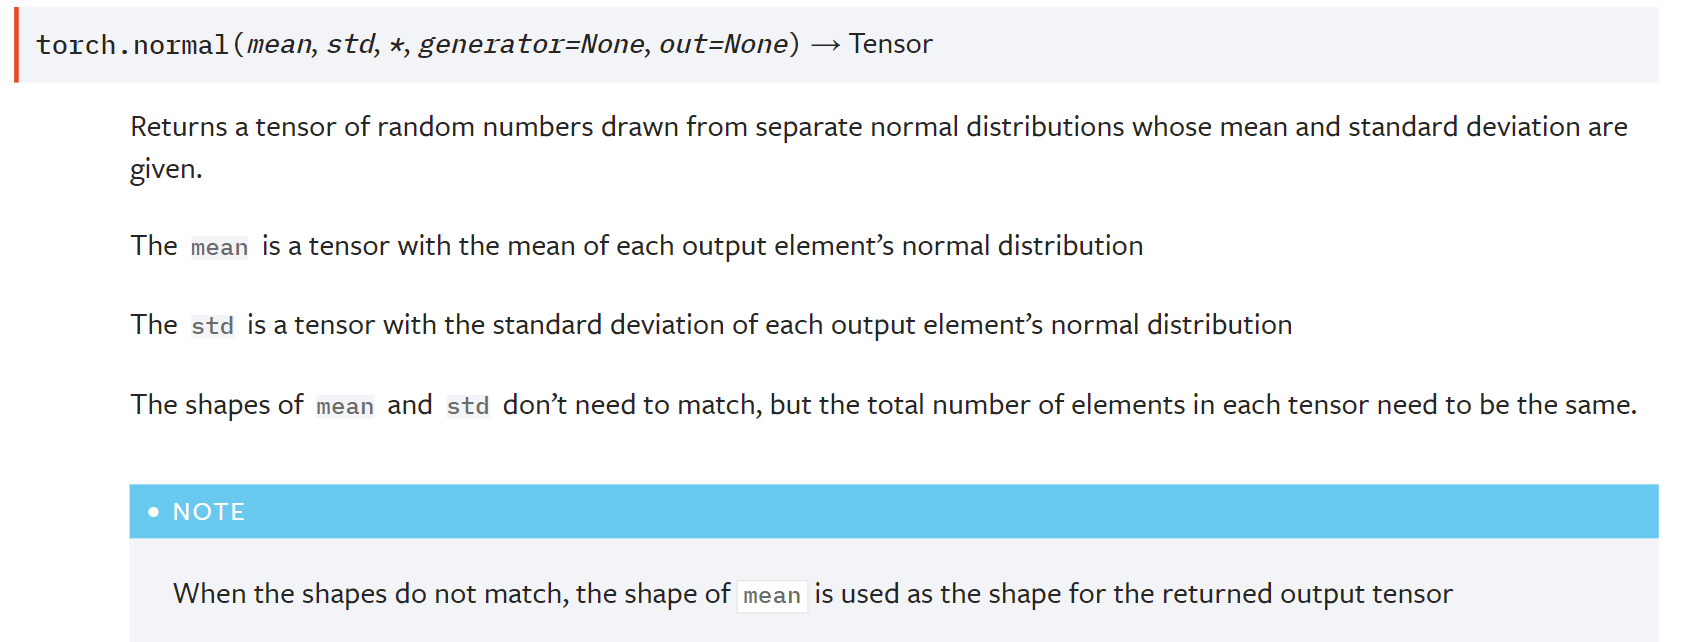 torch.normal(mean, std, *, generator=None, out=None) → Tensor
Returns a tensor of random numbers drawn from separate normal distributions whose mean and standard deviation are
given.
The mean is a tensor with the mean of each output element’s normal distribution
The std is a tensor with the standard deviation of each output element’s normal distribution
The shapes of mean and std don’t need to match, but the total number of elements in each tensor need to be the same.
• NOTE
When the shapes do not match, the shape of mean is used as the shape for the returned output tensor